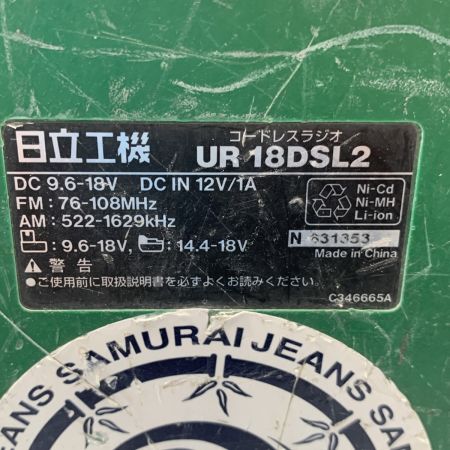 日立工機
コードレスラジオ
UR 18DSL2
DC 9.6-18V DC IN 12V/1A
FM : 76-108MHz
AM : 522-1629kHz
: 9.6-18V, : 14.4-18V
Ni-Cd
Ni-MH
Li-ion
N 631353
Made in China
警告
●ご使用前に取扱説明書を必ずよくお読みください。
C346665A
JEANS SAMURAI JEANS SAM